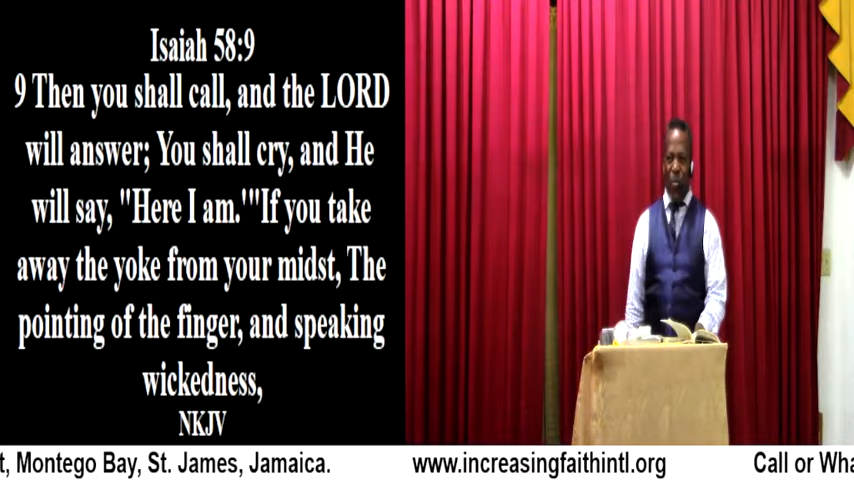 Isaiah 58:9
9 Then you shall call, and the LORD
will answer; You shall cry, and He
will say, "Here I am.'"If you take
away the yoke from your midst, The
pointing of the finger, and speaking
wickedness,
NKJV
t, Montego Bay, St. James, Jamaica. www.increasingfaithintl.org Call or Wha